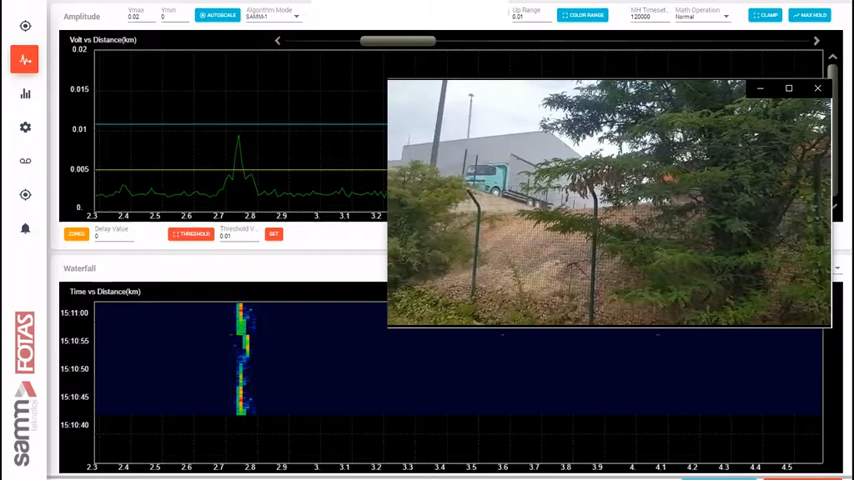 Amplitude
Ymax
0.02
Ymin
0
AUTOSCALE
Algorithm Mode
SAMM-1
Up Range
0.01
COLOR RANGE
MH Timeset..
120000
Math Operation
Normal
CLAMP
MAX HOLD
Volt vs Distance(km)
0.02
0.015
0.01
0.005
0.
2.3 2.4 2.5 2.6 2.7 2.8 2.9 3. 3.1 3.2
ZONES
Delay Value
0
THRESHOLD
Threshold V...
0.01
SET
Waterfall
Time vs Distance(km)
15:11:00
15:10:55
15:10:50
15:10:45
15:10:40
2.3 2.4 2.5 2.6 2.7 2.8 2.9 3. 3.1 3.2 3.3 3.4 3.5 3.6 3.7 3.8 3.9 4. 4.1 4.2 4.3 4.4 4.5
FOTAS
samm
teknoloji